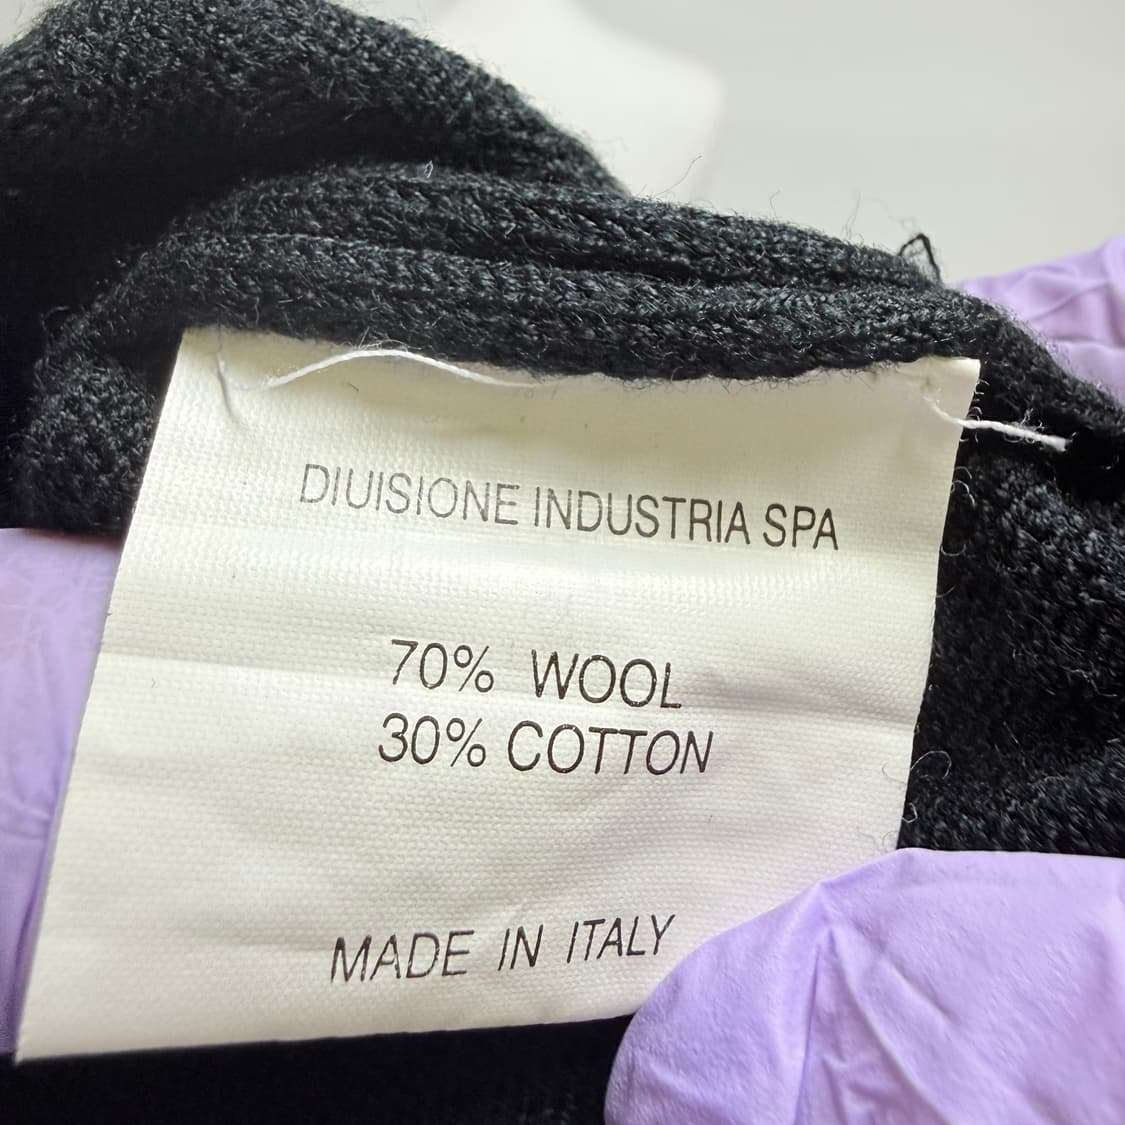 DIUISIONE INDUSTRIA SPA
70% WOOL
30% COTTON
MADE IN ITALY